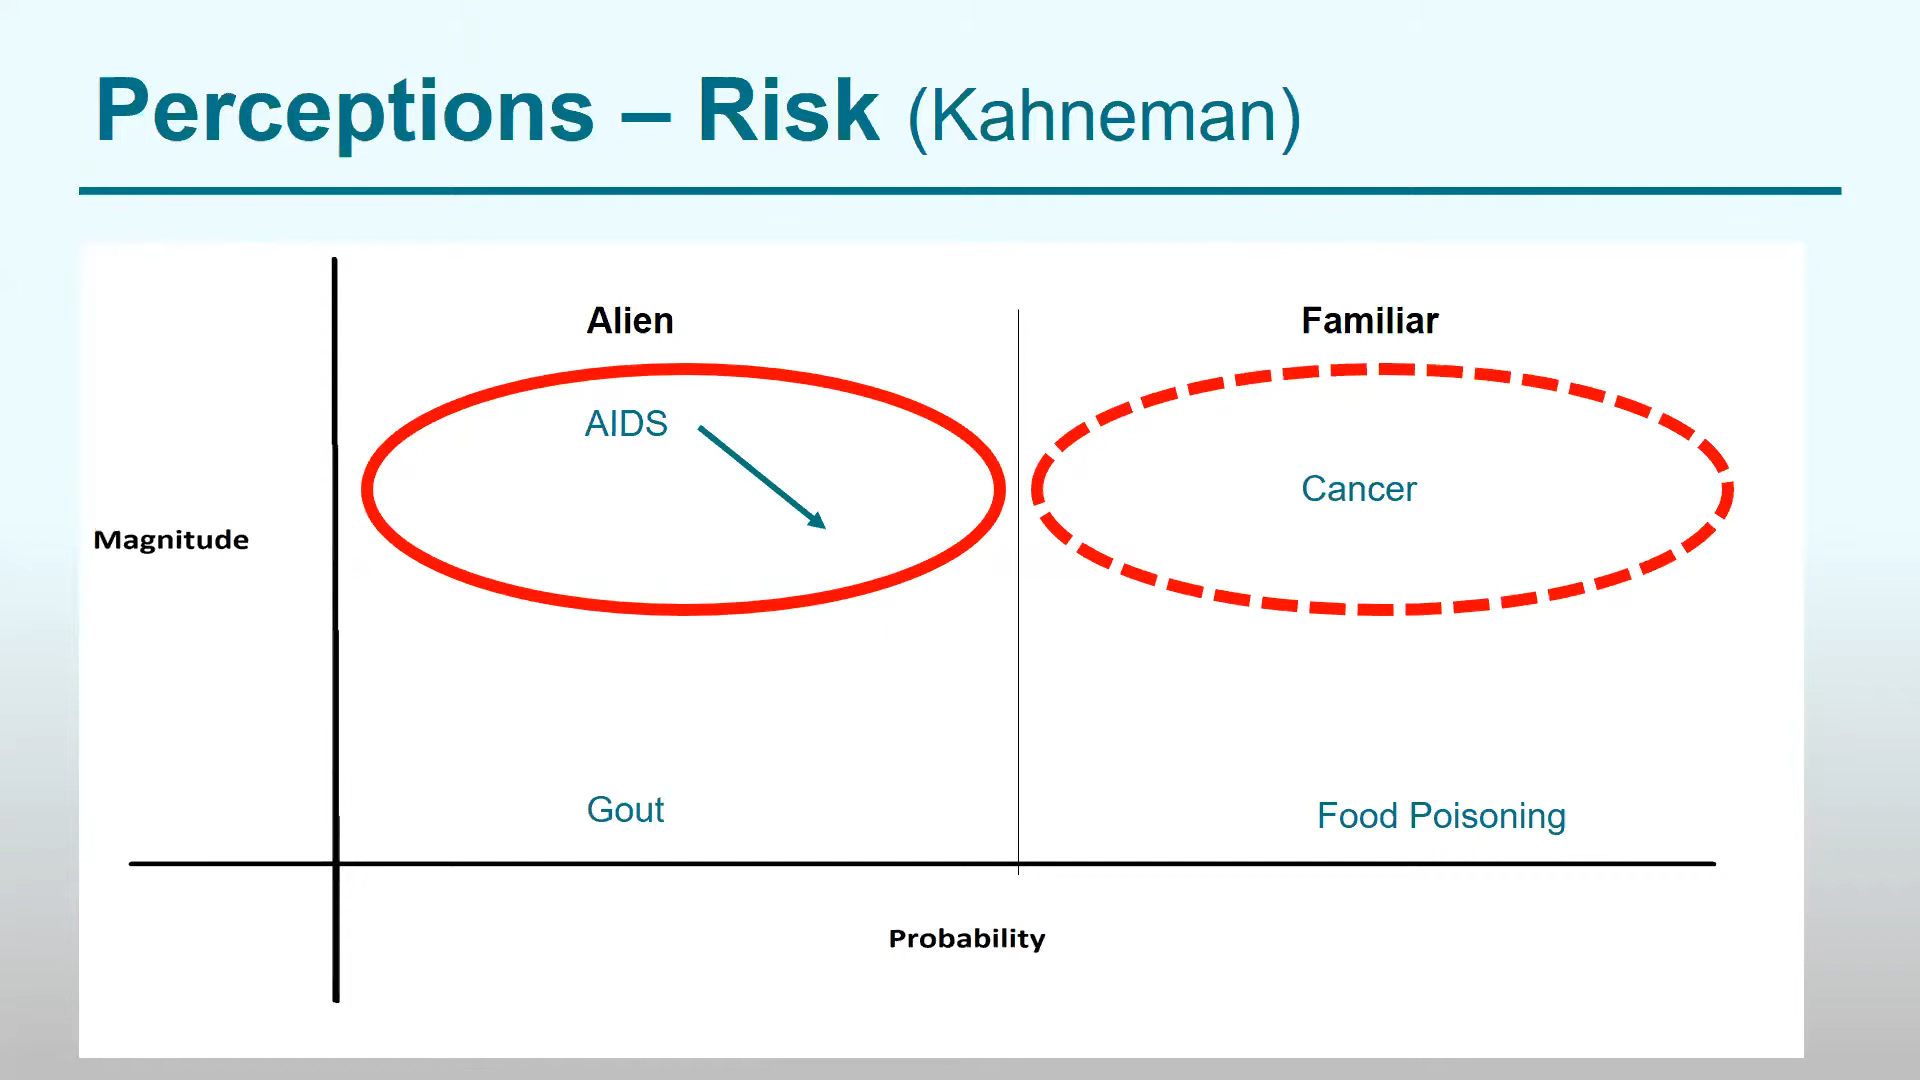 Perceptions – Risk (Kahneman)
Alien
Familiar
AIDS
Cancer
Magnitude
Gout
Food Poisoning
Probability